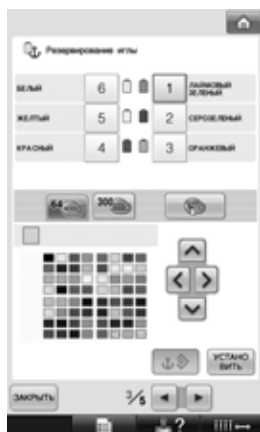 Резервирование иглы
БЕЛЫЙ 6 1 ЛАЙМОВЫЙ
ЗЕЛЕНЫЙ
ЖЕЛТЫЙ 5 2 СЕРОЗЕЛЕНЫЙ
КРАСНЫЙ 4 3 ОРАНЖЕВЫЙ
64 300
УСТАНО
ВИТЬ
ЗАКРЫТЬ 3/5
?